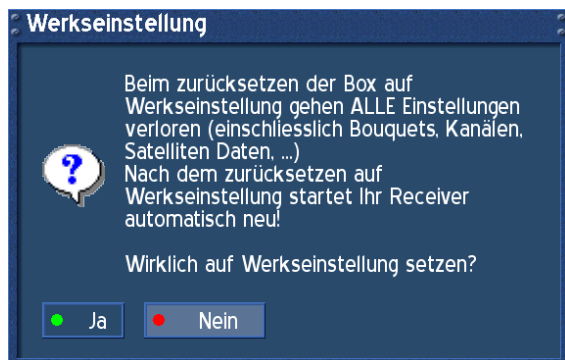 Werkseinstellung
Beim zurücksetzen der Box auf
Werkseinstellung gehen ALLE Einstellungen
verloren (einschliesslich Bouquets, Kanälen,
Satelliten Daten, ...)
Nach dem zurücksetzen auf
Werkseinstellung startet Ihr Receiver
automatisch neu!
Wirklich auf Werkseinstellung setzen?
Ja
Nein